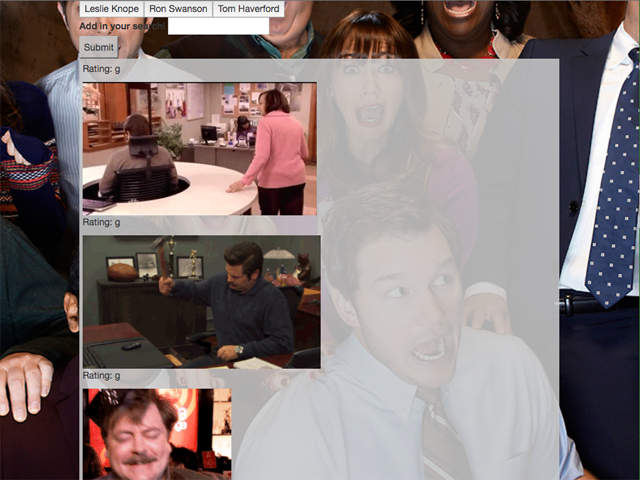 Leslie Knope Ron Swanson Tom Haverford
Add in your search!
Submit
Rating: g
Rating: g
Rating: g